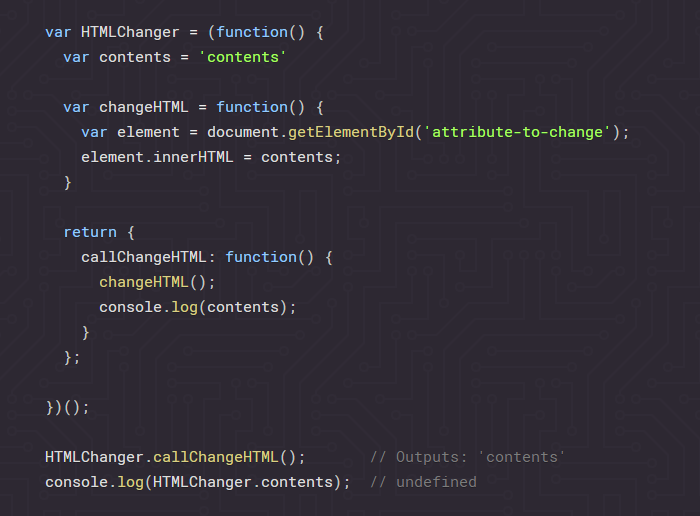 var HTMLChanger = (function() {
  var contents = 'contents'

  var changeHTML = function() {
    var element = document.getElementById('attribute-to-change');
    element.innerHTML = contents;
  }

  return {
    callChangeHTML: function() {
      changeHTML();
      console.log(contents);
    }
  };

})();

HTMLChanger.callChangeHTML();       // Outputs: 'contents'
console.log(HTMLChanger.contents);  // undefined